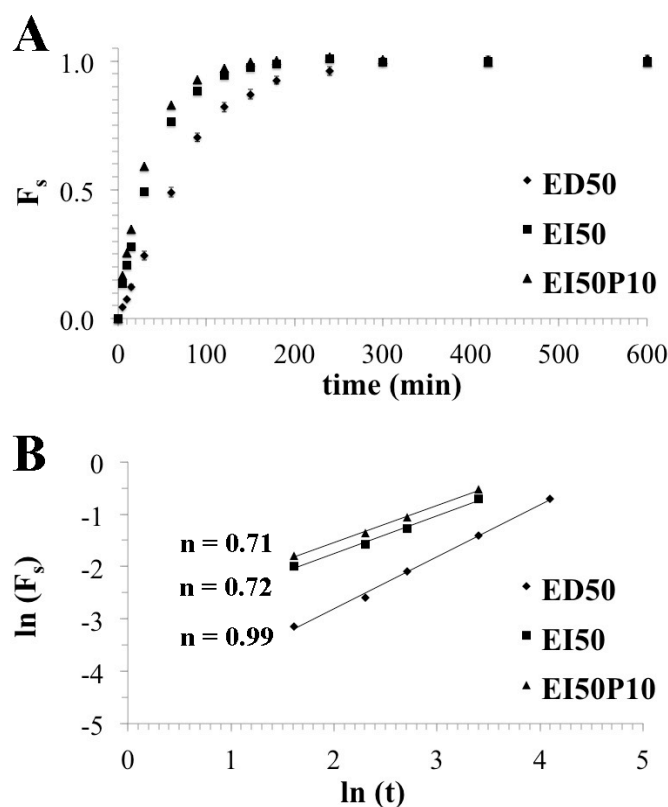 A
F_s
1.0
0.5
0.0
ED50
EI50
EI50P10
0 100 200 300 400 500 600
time (min)
B
ln (F_s)
0
-1
-2
-3
-4
-5
n = 0.71
n = 0.72
n = 0.99
ED50
EI50
EI50P10
0 1 2 3 4 5
ln (t)